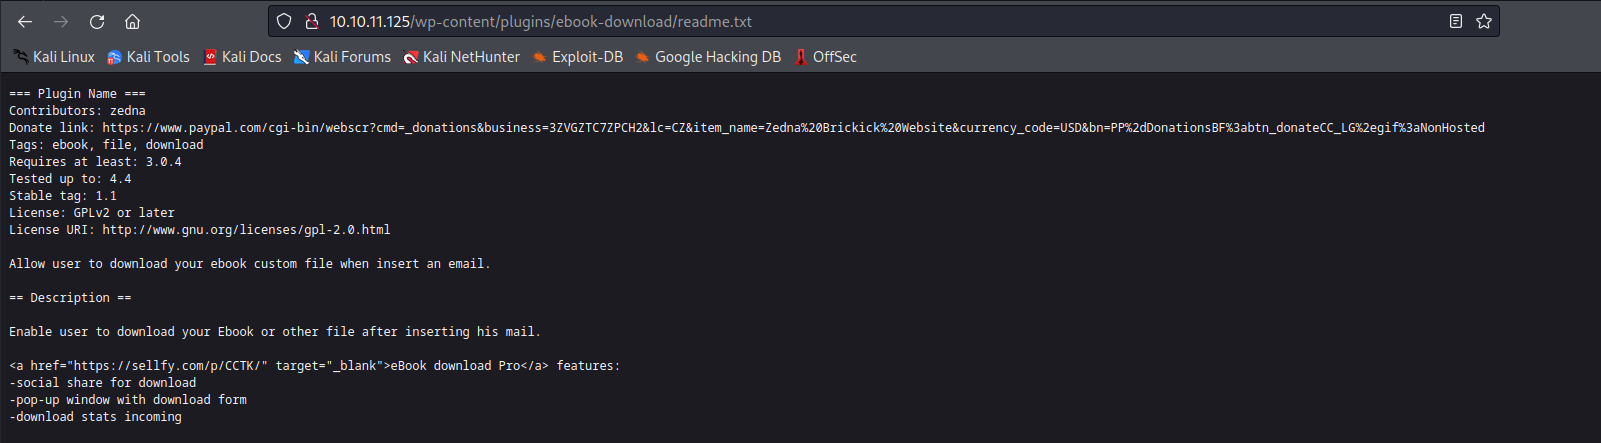 10.10.11.125/wp-content/plugins/ebook-download/readme.txt
Kali Linux Kali Tools Kali Docs Kali Forums Kali NetHunter Exploit-DB Google Hacking DB OffSec
=== Plugin Name ===
Contributors: zedna
Donate link: https://www.paypal.com/cgi-bin/webscr?cmd=_donations&business=3ZVGZTC7ZPCH2&lc=CZ&item_name=Zedna%20Brickick%20Website&currency_code=USD&bn=PP%2dDonationsBF%3abtn_donateCC_LG%2egif%3aNonHosted
Tags: ebook, file, download
Requires at least: 3.0.4
Tested up to: 4.4
Stable tag: 1.1
License: GPLv2 or later
License URI: http://www.gnu.org/licenses/gpl-2.0.html
Allow user to download your ebook custom file when insert an email.
== Description ==
Enable user to download your Ebook or other file after inserting his mail.
<a href="https://sellfy.com/p/CCTK/" target="_blank">eBook download Pro</a> features:
-social share for download
-pop-up window with download form
-download stats incoming